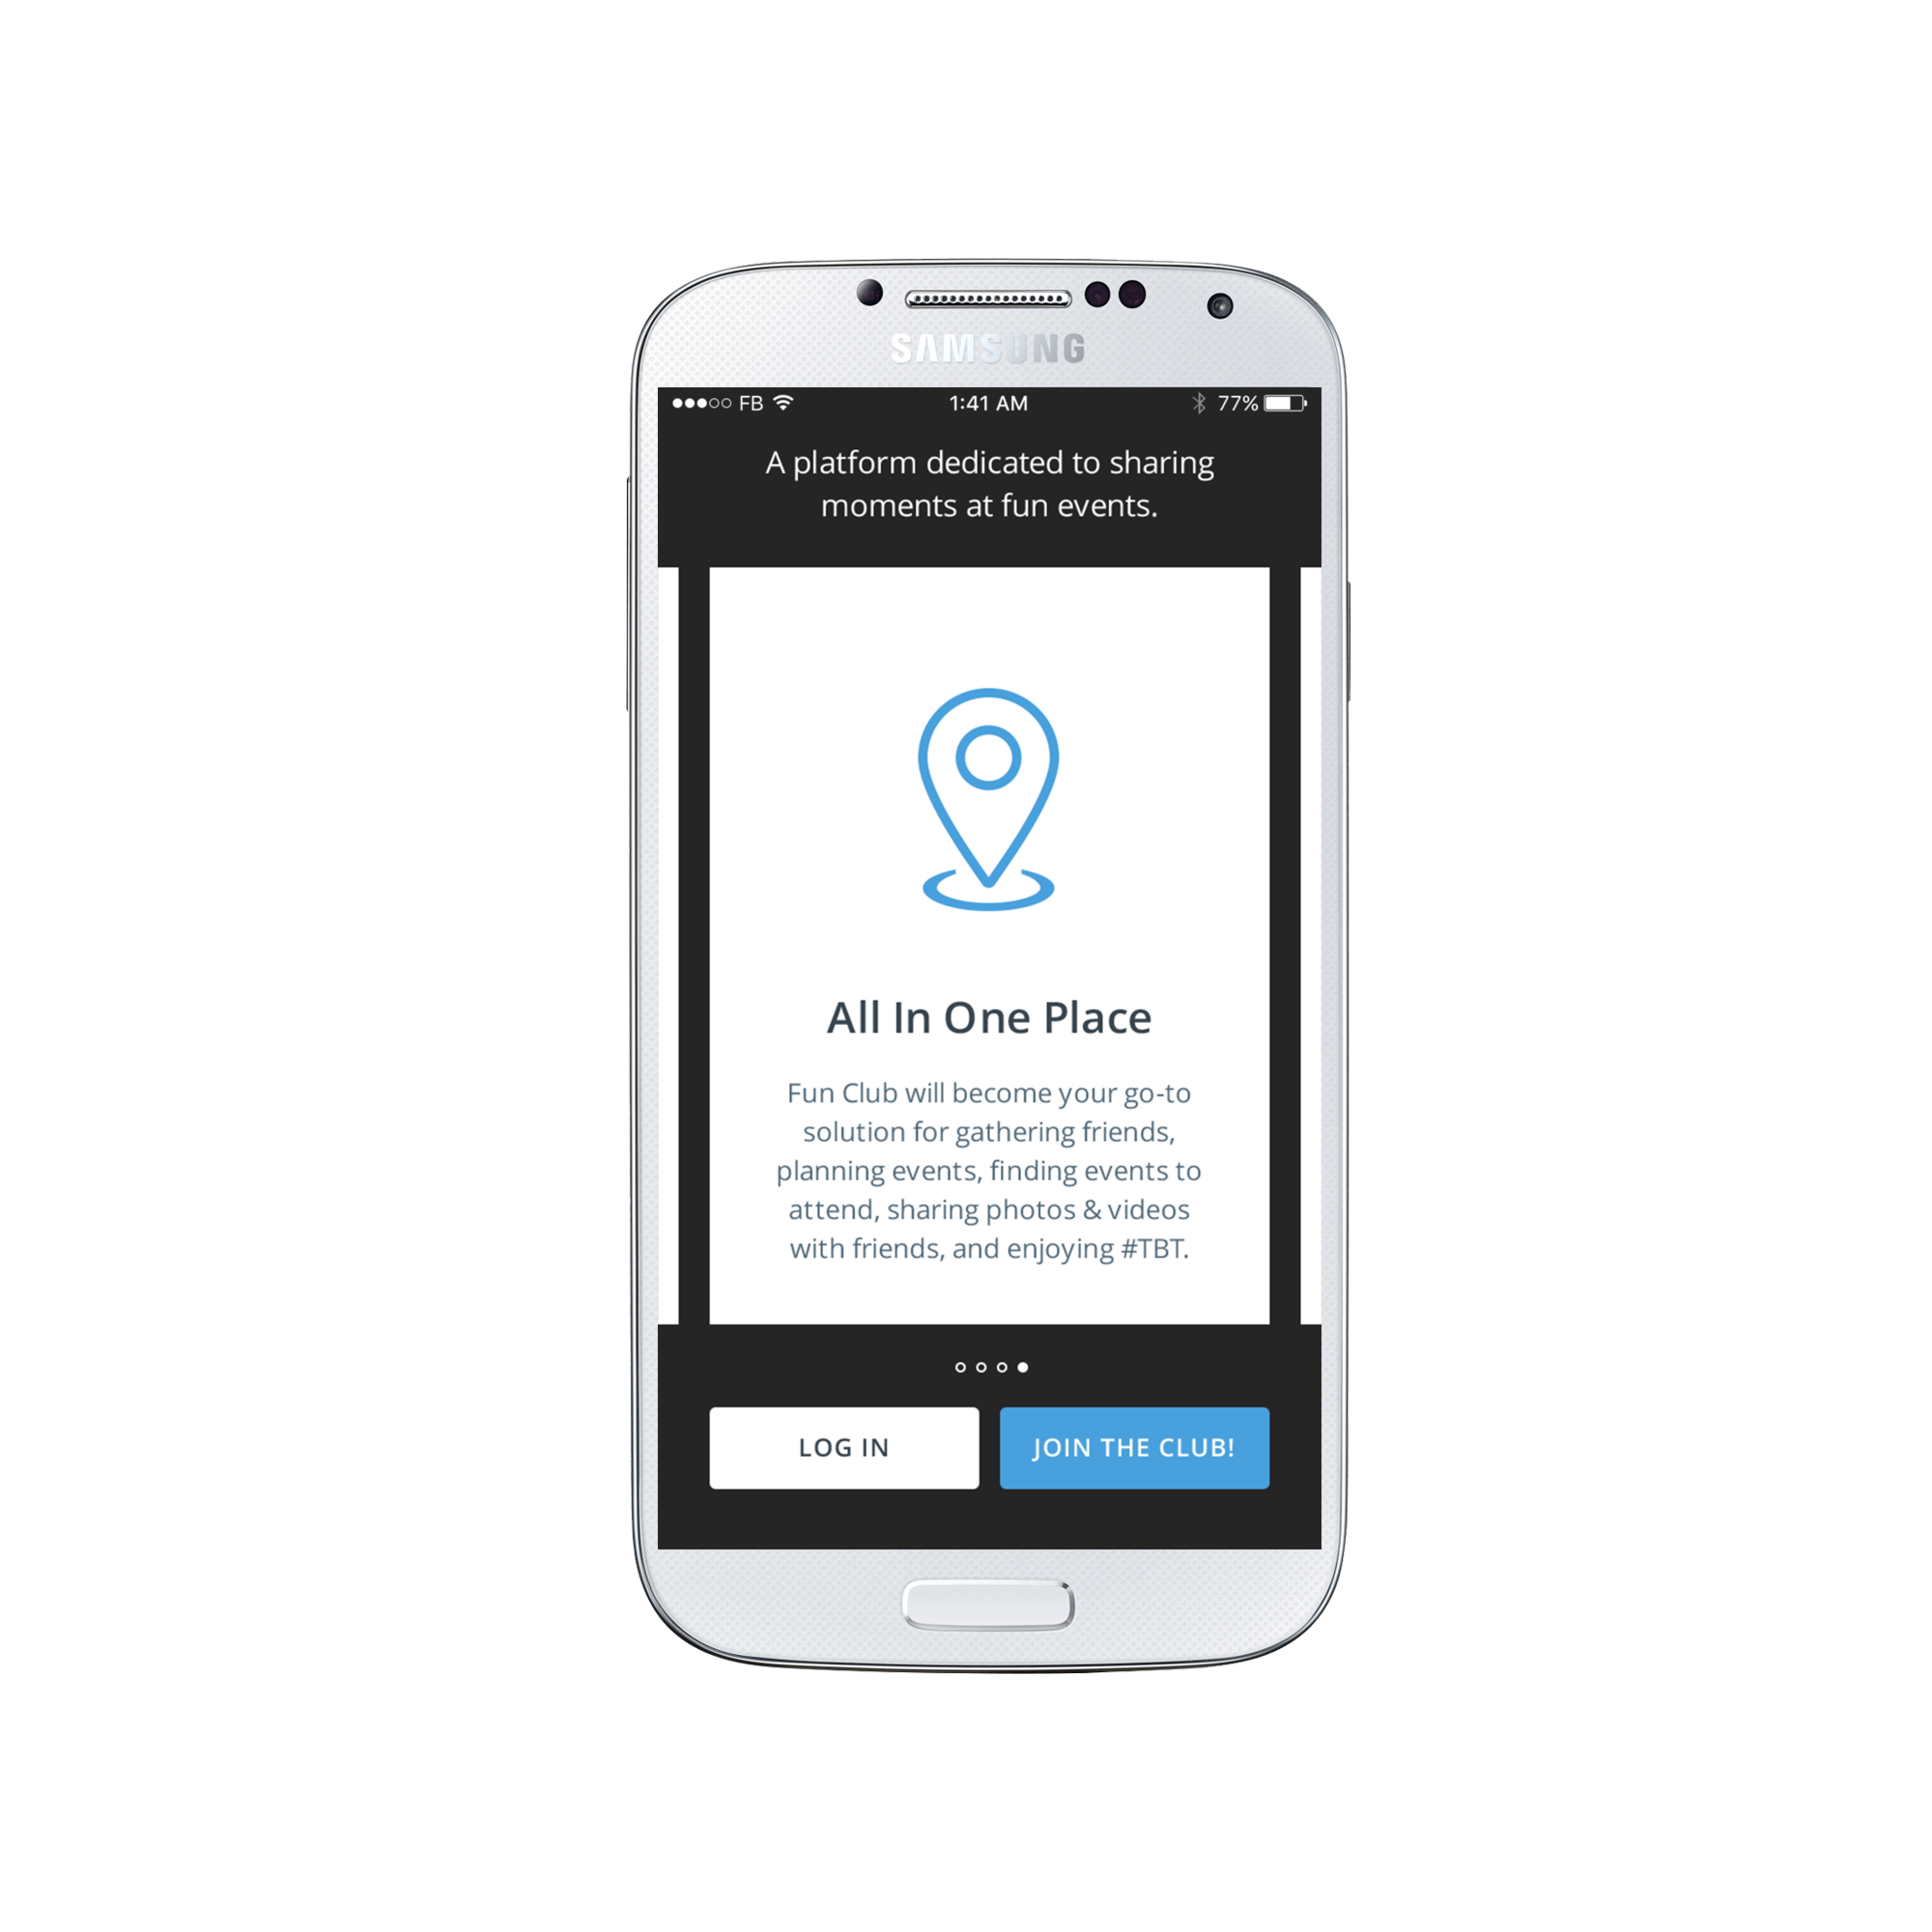 SAMSUNG
FB 1:41 AM 77%
A platform dedicated to sharing
moments at fun events.
All In One Place
Fun Club will become your go-to
solution for gathering friends,
planning events, finding events to
attend, sharing photos & videos
with friends, and enjoying #TBT.
LOG IN JOIN THE CLUB!